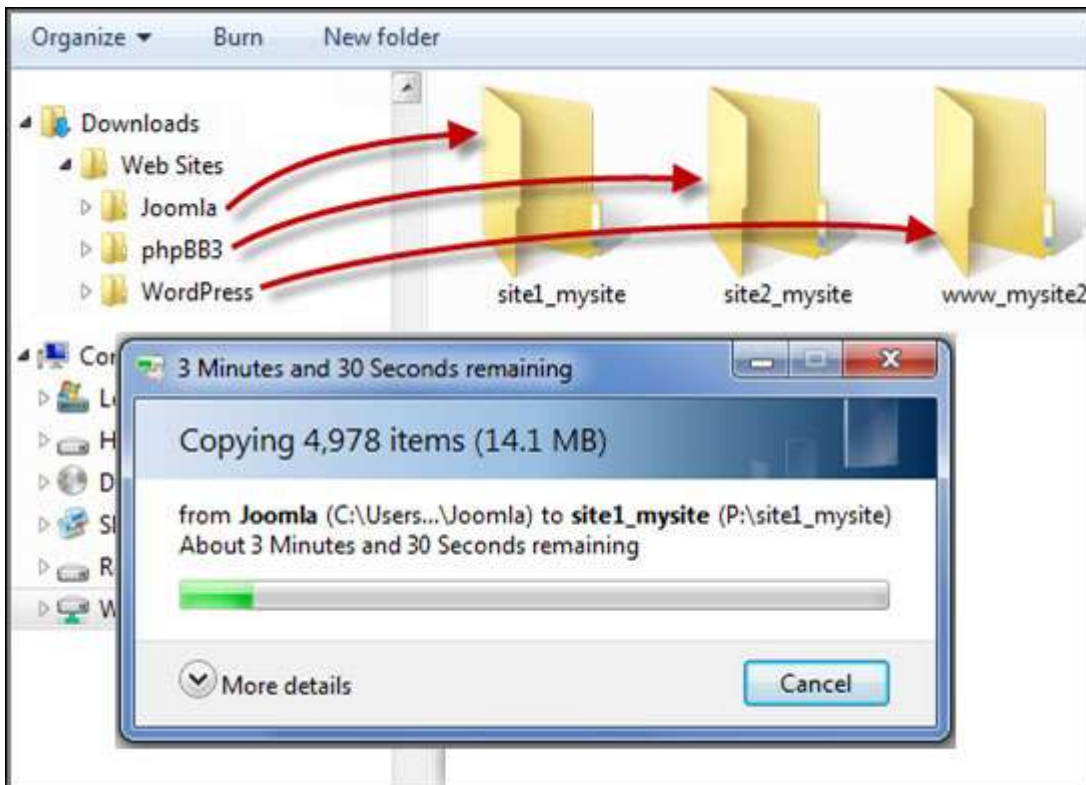 Organize Burn New folder
Downloads
Web Sites
Joomla
phpBB3
WordPress
site1_mysite site2_mysite www_mysite2
3 Minutes and 30 Seconds remaining
Copying 4,978 items (14.1 MB)
from Joomla (C:\Users...\Joomla) to site1_mysite (P:\site1_mysite)
About 3 Minutes and 30 Seconds remaining
More details
Cancel